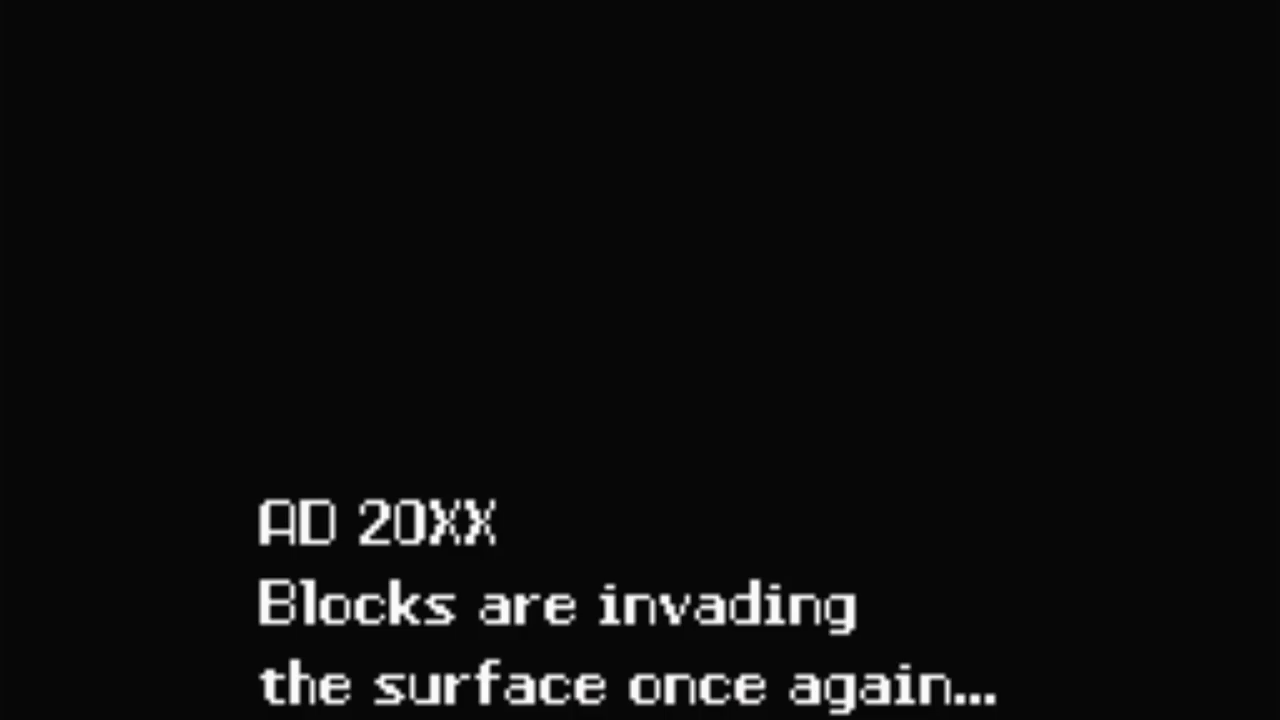 AD 20XX
Blocks are invading
the surface once again...